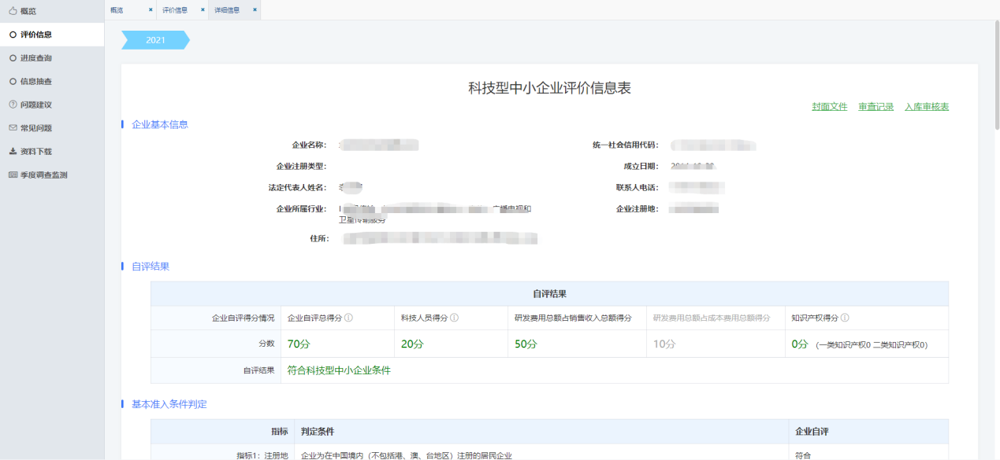 概览
评价信息
进度查询
信息抽查
问题建议
常见问题
资料下载
季度调查监测
概览 × 评价信息 × 详细信息 ×
2021
科技型中小企业评价信息表
封面文件 审查记录 入库审核表
企业基本信息
企业名称: 统一社会信用代码:
企业注册类型: 成立日期:
法定代表人姓名: 联系人电话:
企业所属行业: 广播电视和 企业注册地:
卫星传输服务
住所:
自评结果
自评结果
企业自评得分情况 企业自评总得分 科技人员得分 研发费用总额占销售收入总额得分 研发费用总额占成本费用总额得分 知识产权得分
分数 70分 20分 50分 10分 0分 (一类知识产权0 二类知识产权0)
自评结果 符合科技型中小企业条件
基本准入条件判定
指标 判定条件 企业自评
指标1: 注册地 企业为在中国境内（不包括港、澳、台地区）注册的居民企业 符合